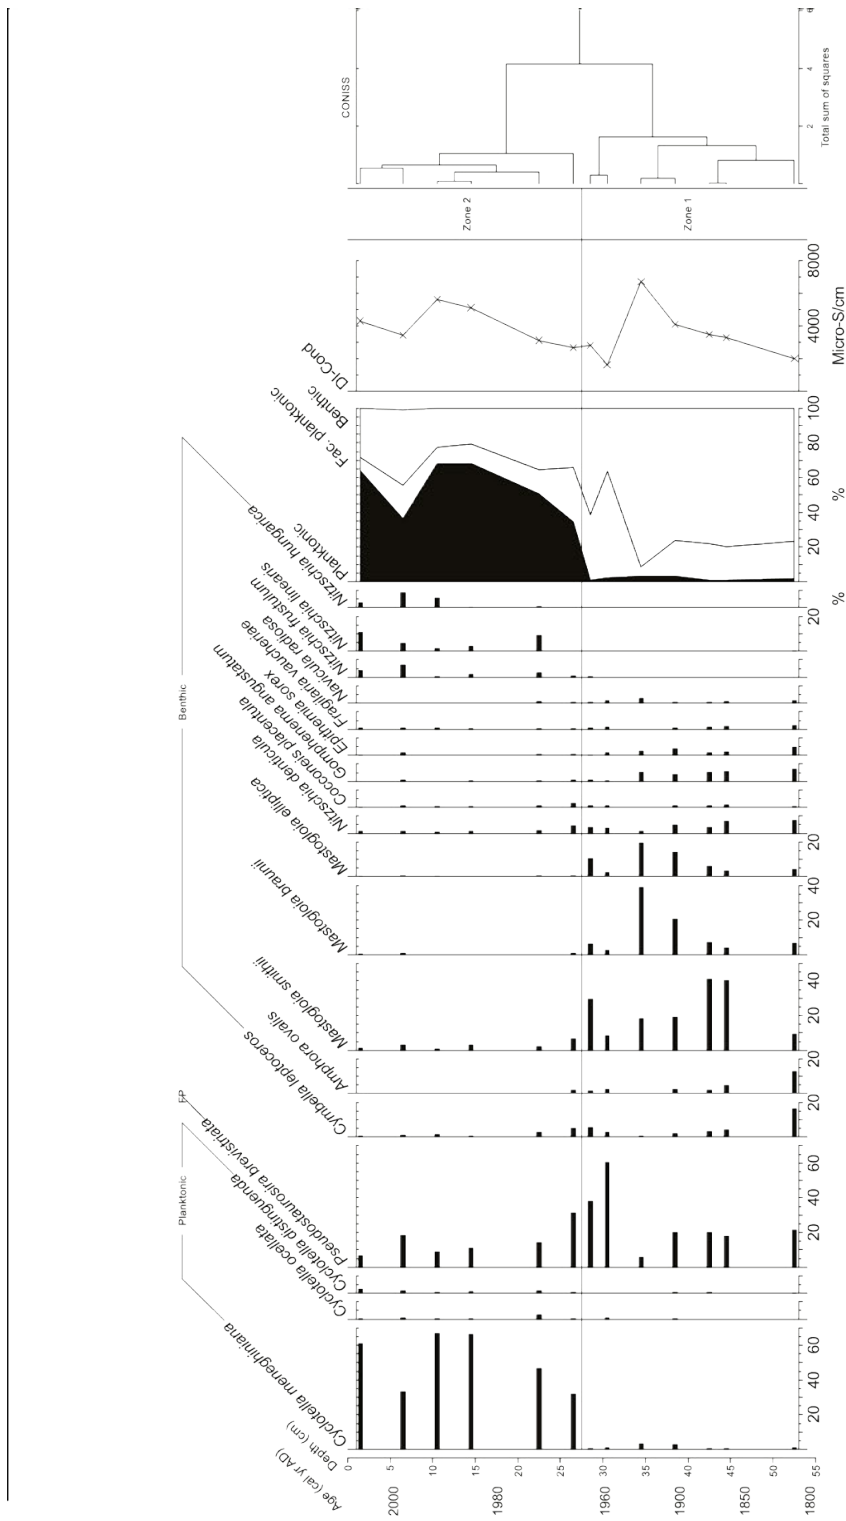 Age (cal yr AD)
Depth (cm)
Cyclotella meneghiniana
Cyclotella ocellata
Cyclotella distinguenda
Pseudostaurosira brevistriata
Cymbella leptoceros
Amphora ovalis
Mastogloia smithii
Mastogloia braunii
Mastogloia elliptica
Nitzschia denticula
Cocconeis placentula
Gomphenema angustatum
Epithemia sorex
Fragilaria vaucheriae
Navicula radiosa
Nitzschia frustulum
Nitzschia linearis
Nitzschia hungarica
Planktonic
Fac. planktonic
Benthic
DI-Cond
Planktonic
FP
Benthic
CONISS
Zone 2
Zone 1
0 5 10 15 20 25 30 35 40 45 50 55
2000 1980 1960 1900 1850 1800
20 40 60
20 40 60
20
20
20 40
20 40
20
20
%
20 40 60 80 100
%
4000 8000
Micro-S/cm
2 4 6
Total sum of squares